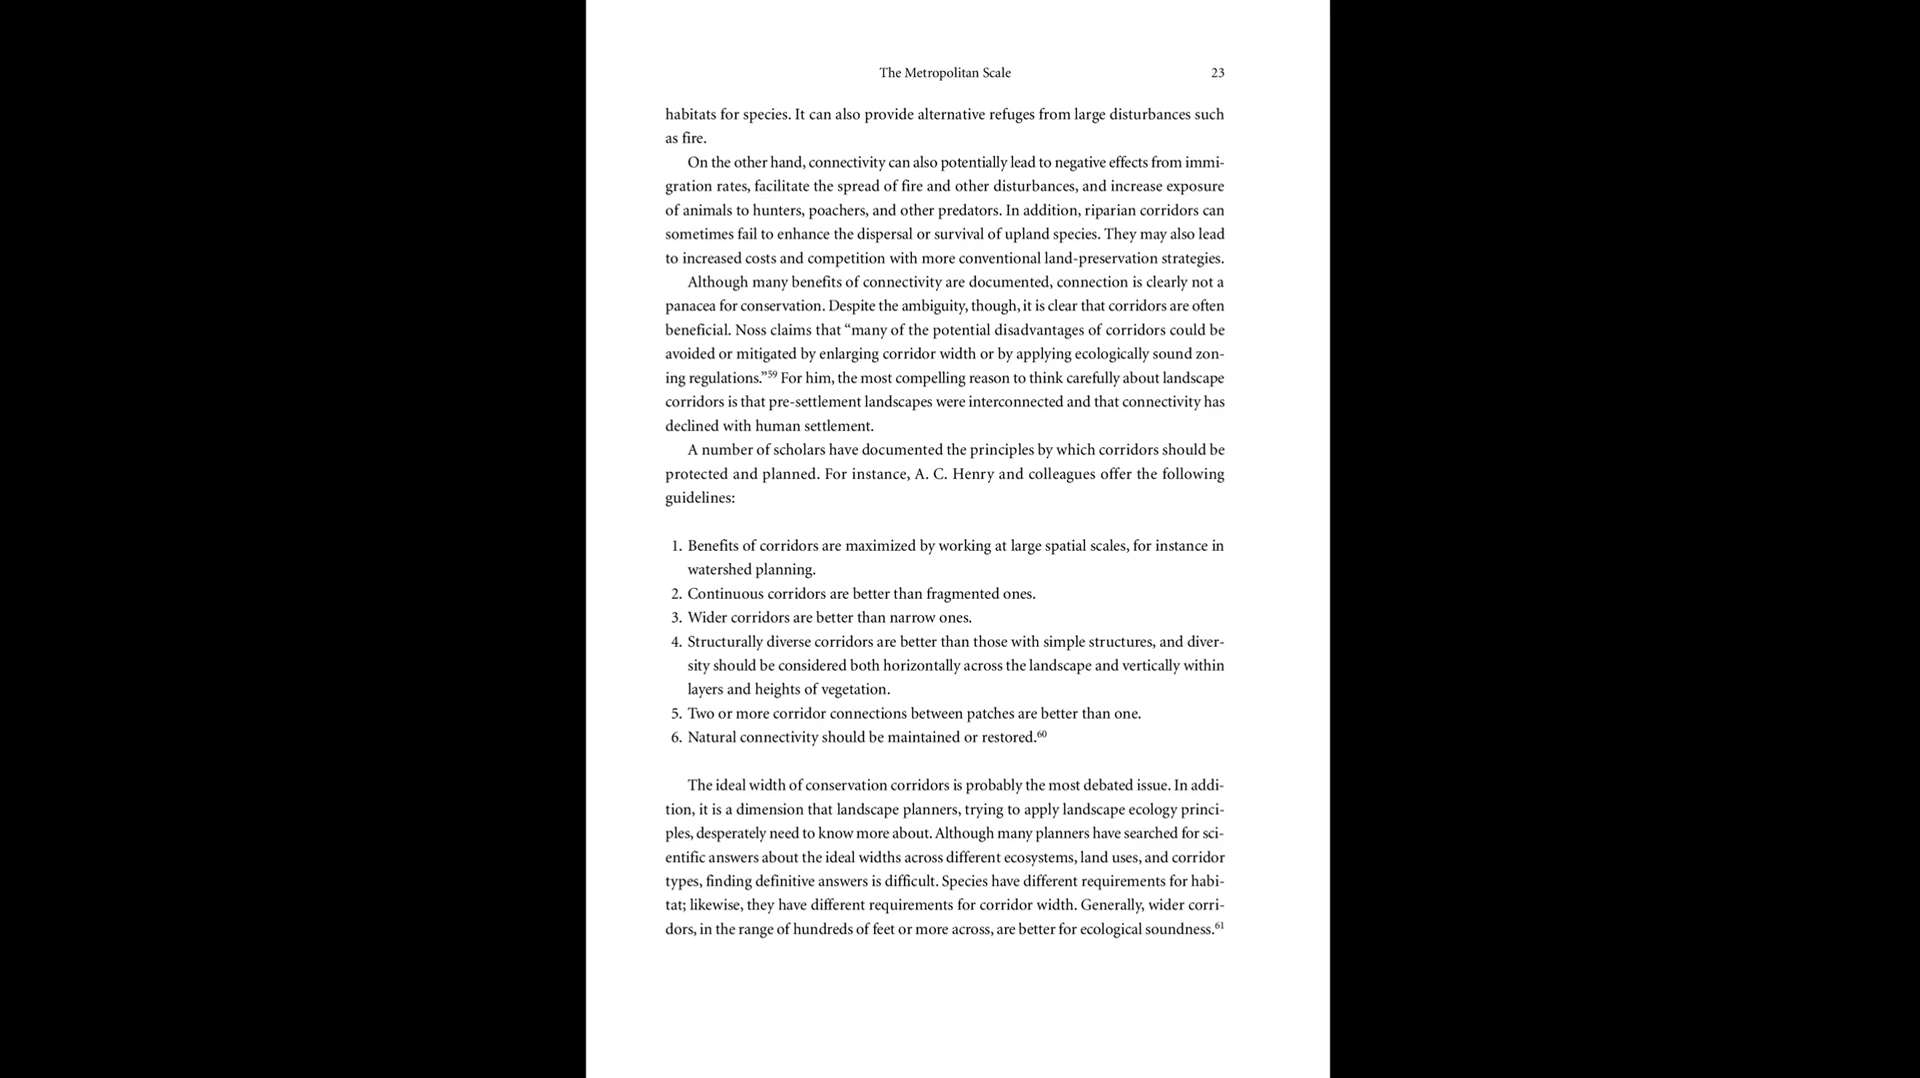 The Metropolitan Scale 23
habitats for species. It can also provide alternative refuges from large disturbances such
as fire.
On the other hand, connectivity can also potentially lead to negative effects from immi-
gration rates, facilitate the spread of fire and other disturbances, and increase exposure
of animals to hunters, poachers, and other predators. In addition, riparian corridors can
sometimes fail to enhance the dispersal or survival of upland species. They may also lead
to increased costs and competition with more conventional land-preservation strategies.
Although many benefits of connectivity are documented, connection is clearly not a
panacea for conservation. Despite the ambiguity, though, it is clear that corridors are often
beneficial. Noss claims that “many of the potential disadvantages of corridors could be
avoided or mitigated by enlarging corridor width or by applying ecologically sound zon-
ing regulations.”59 For him, the most compelling reason to think carefully about landscape
corridors is that pre-settlement landscapes were interconnected and that connectivity has
declined with human settlement.
A number of scholars have documented the principles by which corridors should be
protected and planned. For instance, A. C. Henry and colleagues offer the following
guidelines:
1. Benefits of corridors are maximized by working at large spatial scales, for instance in
watershed planning.
2. Continuous corridors are better than fragmented ones.
3. Wider corridors are better than narrow ones.
4. Structurally diverse corridors are better than those with simple structures, and diver-
sity should be considered both horizontally across the landscape and vertically within
layers and heights of vegetation.
5. Two or more corridor connections between patches are better than one.
6. Natural connectivity should be maintained or restored.60
The ideal width of conservation corridors is probably the most debated issue. In addi-
tion, it is a dimension that landscape planners, trying to apply landscape ecology princi-
ples, desperately need to know more about. Although many planners have searched for sci-
entific answers about the ideal widths across different ecosystems, land uses, and corridor
types, finding definitive answers is difficult. Species have different requirements for habi-
tat; likewise, they have different requirements for corridor width. Generally, wider corri-
dors, in the range of hundreds of feet or more across, are better for ecological soundness.61